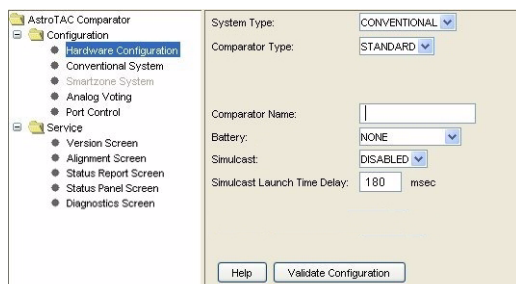 AstroTAC Comparator
Configuration
Hardware Configuration
Conventional System
Smartzone System
Analog Voting
Port Control
Service
Version Screen
Alignment Screen
Status Report Screen
Status Panel Screen
Diagnostics Screen
System Type: CONVENTIONAL
Comparator Type: STANDARD
Comparator Name:
Battery: NONE
Simulcast: DISABLED
Simulcast Launch Time Delay: 180 msec
Help Validate Configuration